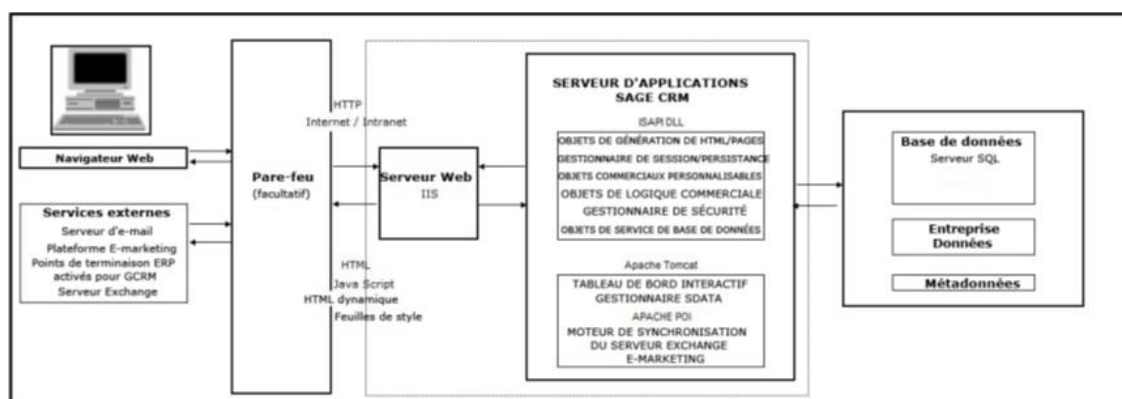 Navigateur Web
Services externes
Serveur d'e-mail
Plateforme E-marketing
Points de terminaison ERP
activés pour GCRM
Serveur Exchange
Pare-feu
(facultatif)
HTTP
Internet / Intranet
HTML
Java Script
HTML dynamique
Feuilles de style
Serveur Web
IIS
SERVEUR D'APPLICATIONS
SAGE CRM
ISAPI DLL
OBJETS DE GÉNÉRATION DE HTML/PAGES
GESTIONNAIRE DE SESSION/PERSISTANCE
OBJETS COMMERCIAUX PERSONNALISABLES
OBJETS DE LOGIQUE COMMERCIALE
GESTIONNAIRE DE SÉCURITÉ
OBJETS DE SERVICE DE BASE DE DONNÉES
Apache Tomcat
TABLEAU DE BORD INTERACTIF
GESTIONNAIRE SDATA
APACHE POI
MOTEUR DE SYNCHRONISATION
DU SERVEUR EXCHANGE
E-MARKETING
Base de données
Serveur SQL
Entreprise
Données
Métadonnées